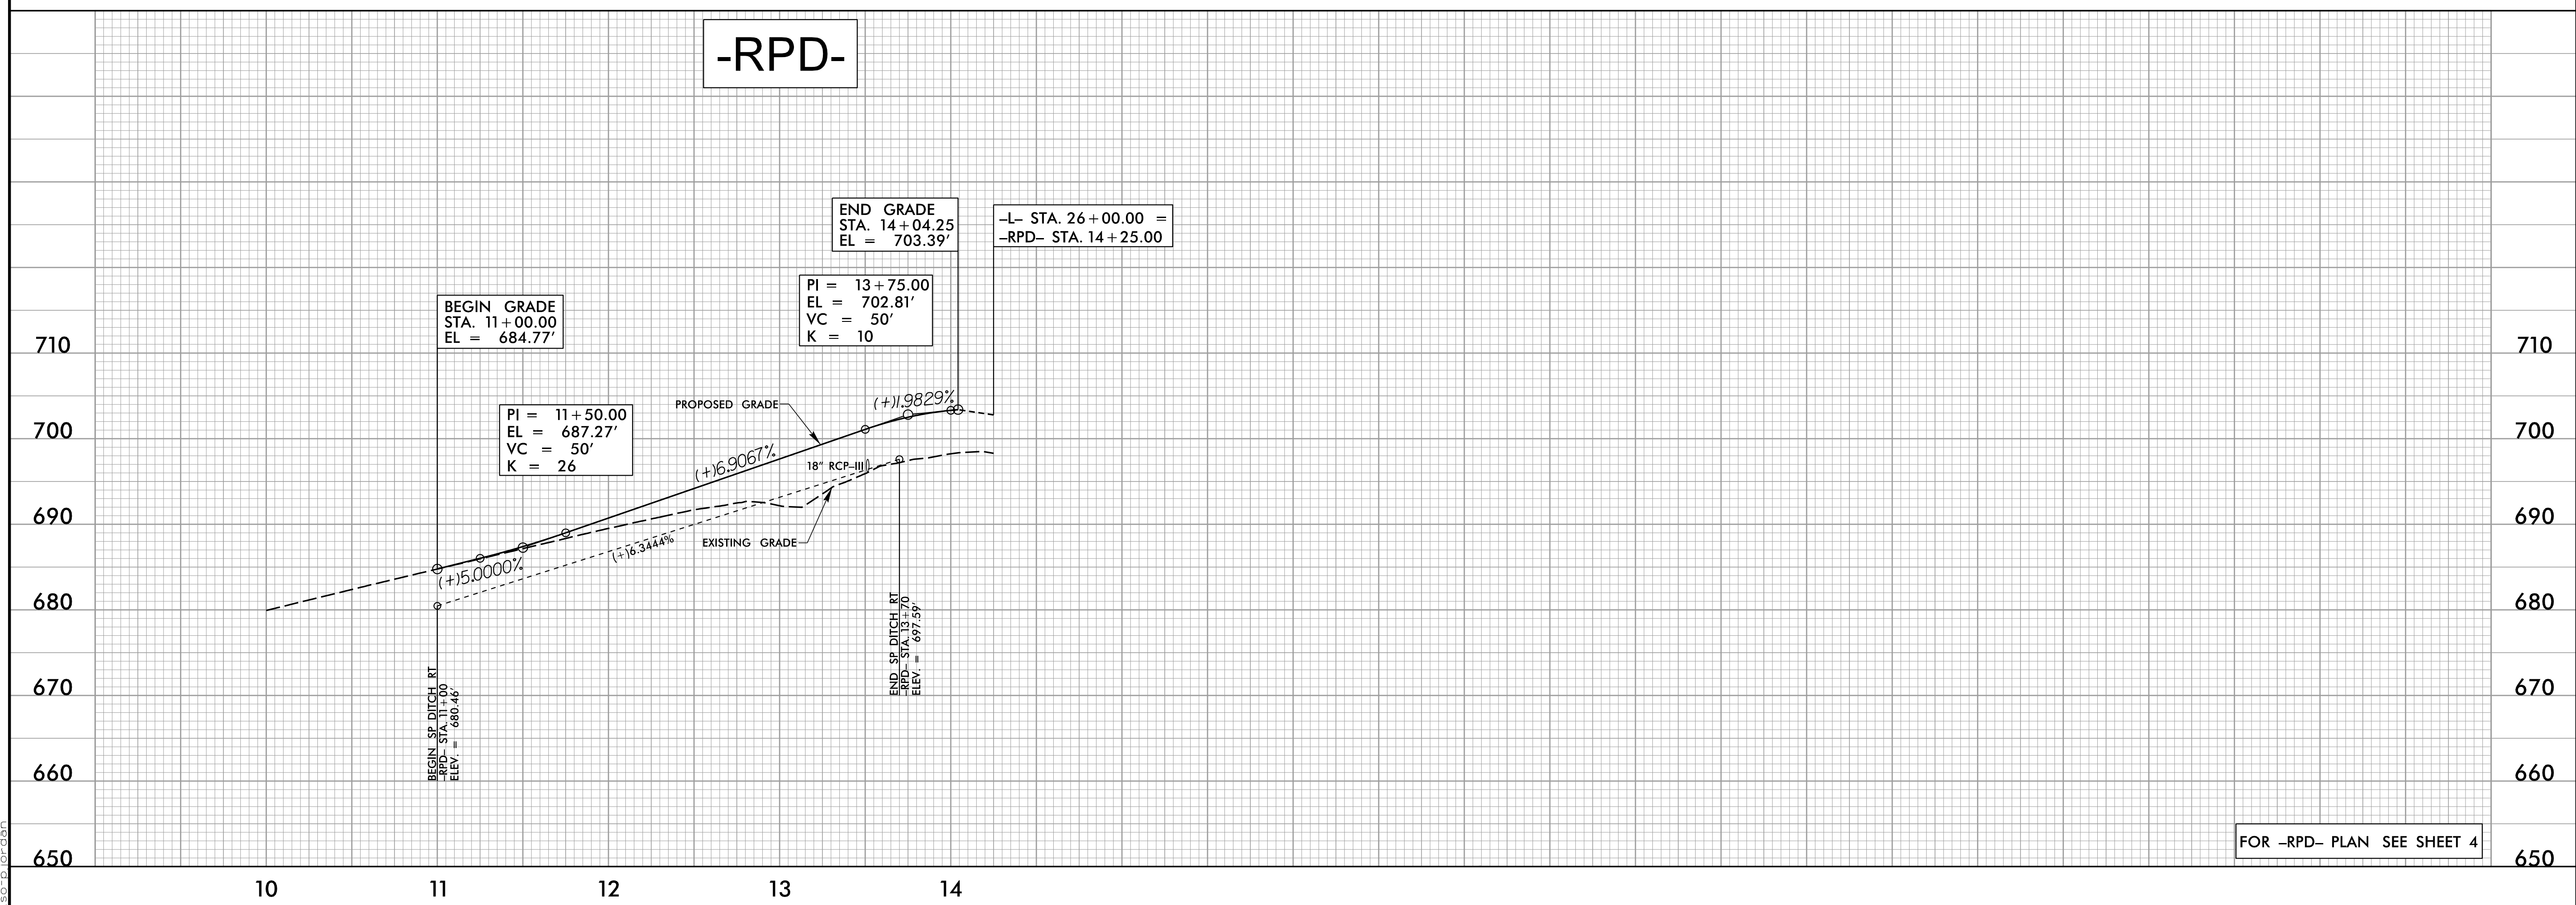 -RPD-
END GRADE
STA. 14+04.25
EL = 703.39'
–L– STA. 26+00.00 =
–RPD– STA. 14+25.00
PI = 13+75.00
EL = 702.81'
VC = 50'
K = 10
BEGIN GRADE
STA. 11+00.00
EL = 684.77'
710
710
PI = 11+50.00
EL = 687.27'
VC = 50'
K = 26
PROPOSED GRADE
(+)1.9829%
700
700
(+)6.9067%
18" RCP–III
690
690
EXISTING GRADE
(+)6.3444%
(+)5.0000%
680
680
END SP DITCH RT
–RPD– STA. 13+70
ELEV. = 697.59'
670
670
BEGIN SP DITCH RT
–RPD– STA. 11+00
ELEV. = 680.46'
660
660
FOR –RPD– PLAN SEE SHEET 4
650
650
10 11 12 13 14